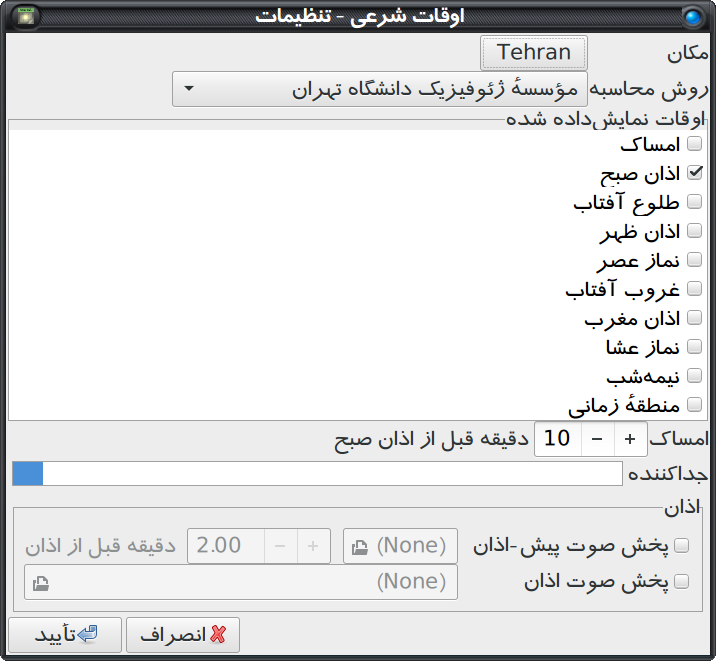 اوقات شرعی - تنظیمات
مکان Tehran
روش محاسبه مؤسسهٔ ژئوفیزیک دانشگاه تهران
اوقات نمایش‌داده شده
امساک
اذان صبح
طلوع آفتاب
اذان ظهر
نماز عصر
غروب آفتاب
اذان مغرب
نماز عشا
نیمه‌شب
منطقهٔ زمانی
امساک + − 10 دقیقه قبل از اذان صبح
جداکننده
اذان
پخش صوت پیش-اذان (None) + − 2.00 دقیقه قبل از اذان
پخش صوت اذان (None)
انصراف تأیید